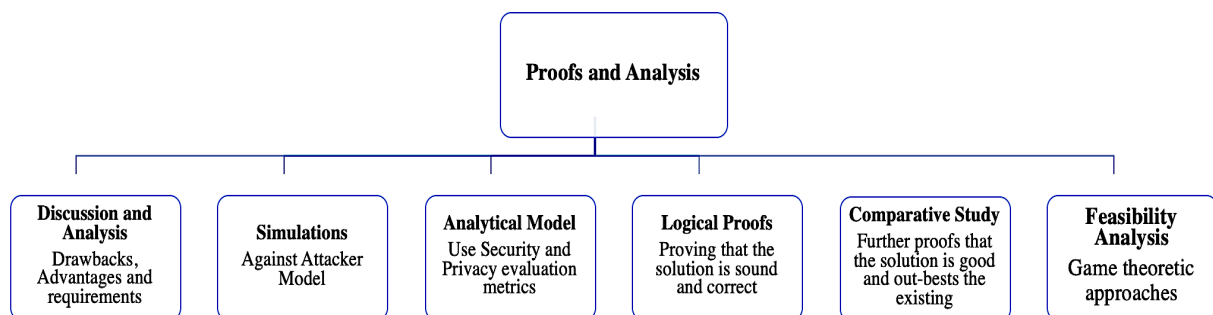 Proofs and Analysis
Discussion and
Analysis
Drawbacks,
Advantages and
requirements
Simulations
Against Attacker
Model
Analytical Model
Use Security and
Privacy evaluation
metrics
Logical Proofs
Proving that the
solution is sound
and correct
Comparative Study
Further proofs that
the solution is good
and out-bests the
existing
Feasibility
Analysis
Game theoretic
approaches